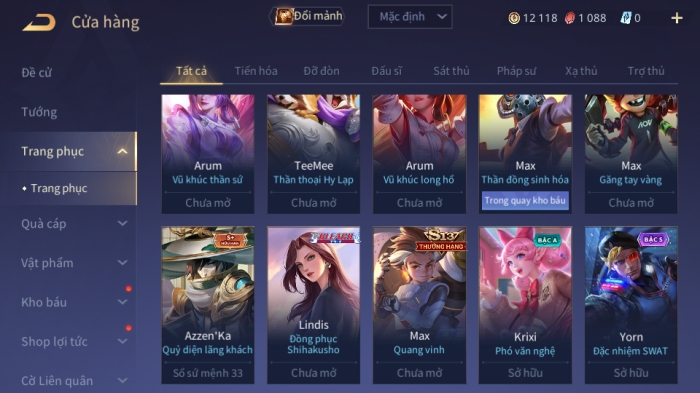 Cửa hàng
Đổi mảnh
Mặc định
12 118
1 088
0
Đề cử
Tướng
Trang phục
Trang phục
Quà cáp
Vật phẩm
Kho báu
Shop lợi tức
Cờ Liên quân
Tất cả Tiến hóa Đỡ đòn Đấu sĩ Sát thủ Pháp sư Xạ thủ Trợ thủ
Arum
Vũ khúc thần sứ
Chưa mở
TeeMee
Thần thoại Hy Lạp
Chưa mở
Arum
Vũ khúc long hổ
Chưa mở
Max
Thần đồng sinh hóa
Trong quay kho báu
AOV
Max
Găng tay vàng
Chưa mở
S+
HỮU HẠN
Azzen'Ka
Quỷ diện lãng khách
Sổ sứ mệnh 33
BLEACH
Lindis
Đồng phục
Shihakusho
Chưa mở
THƯỜNG HẠNG
Max
Quang vinh
Chưa mở
BẬC A
Krixi
Phó văn nghệ
Sở hữu
BẬC S
Yorn
Đặc nhiệm SWAT
Sở hữu